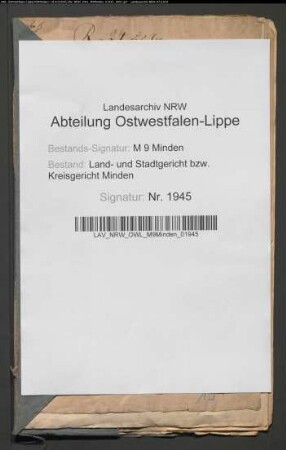 Landesarchiv NRW
Abteilung Ostwestfalen-Lippe
Bestands-Signatur: M 9 Minden
Bestand: Land- und Stadtgericht bzw.
Kreisgericht Minden
Signatur: Nr. 1945
LAV_NRW_OWL_M9Minden_01945